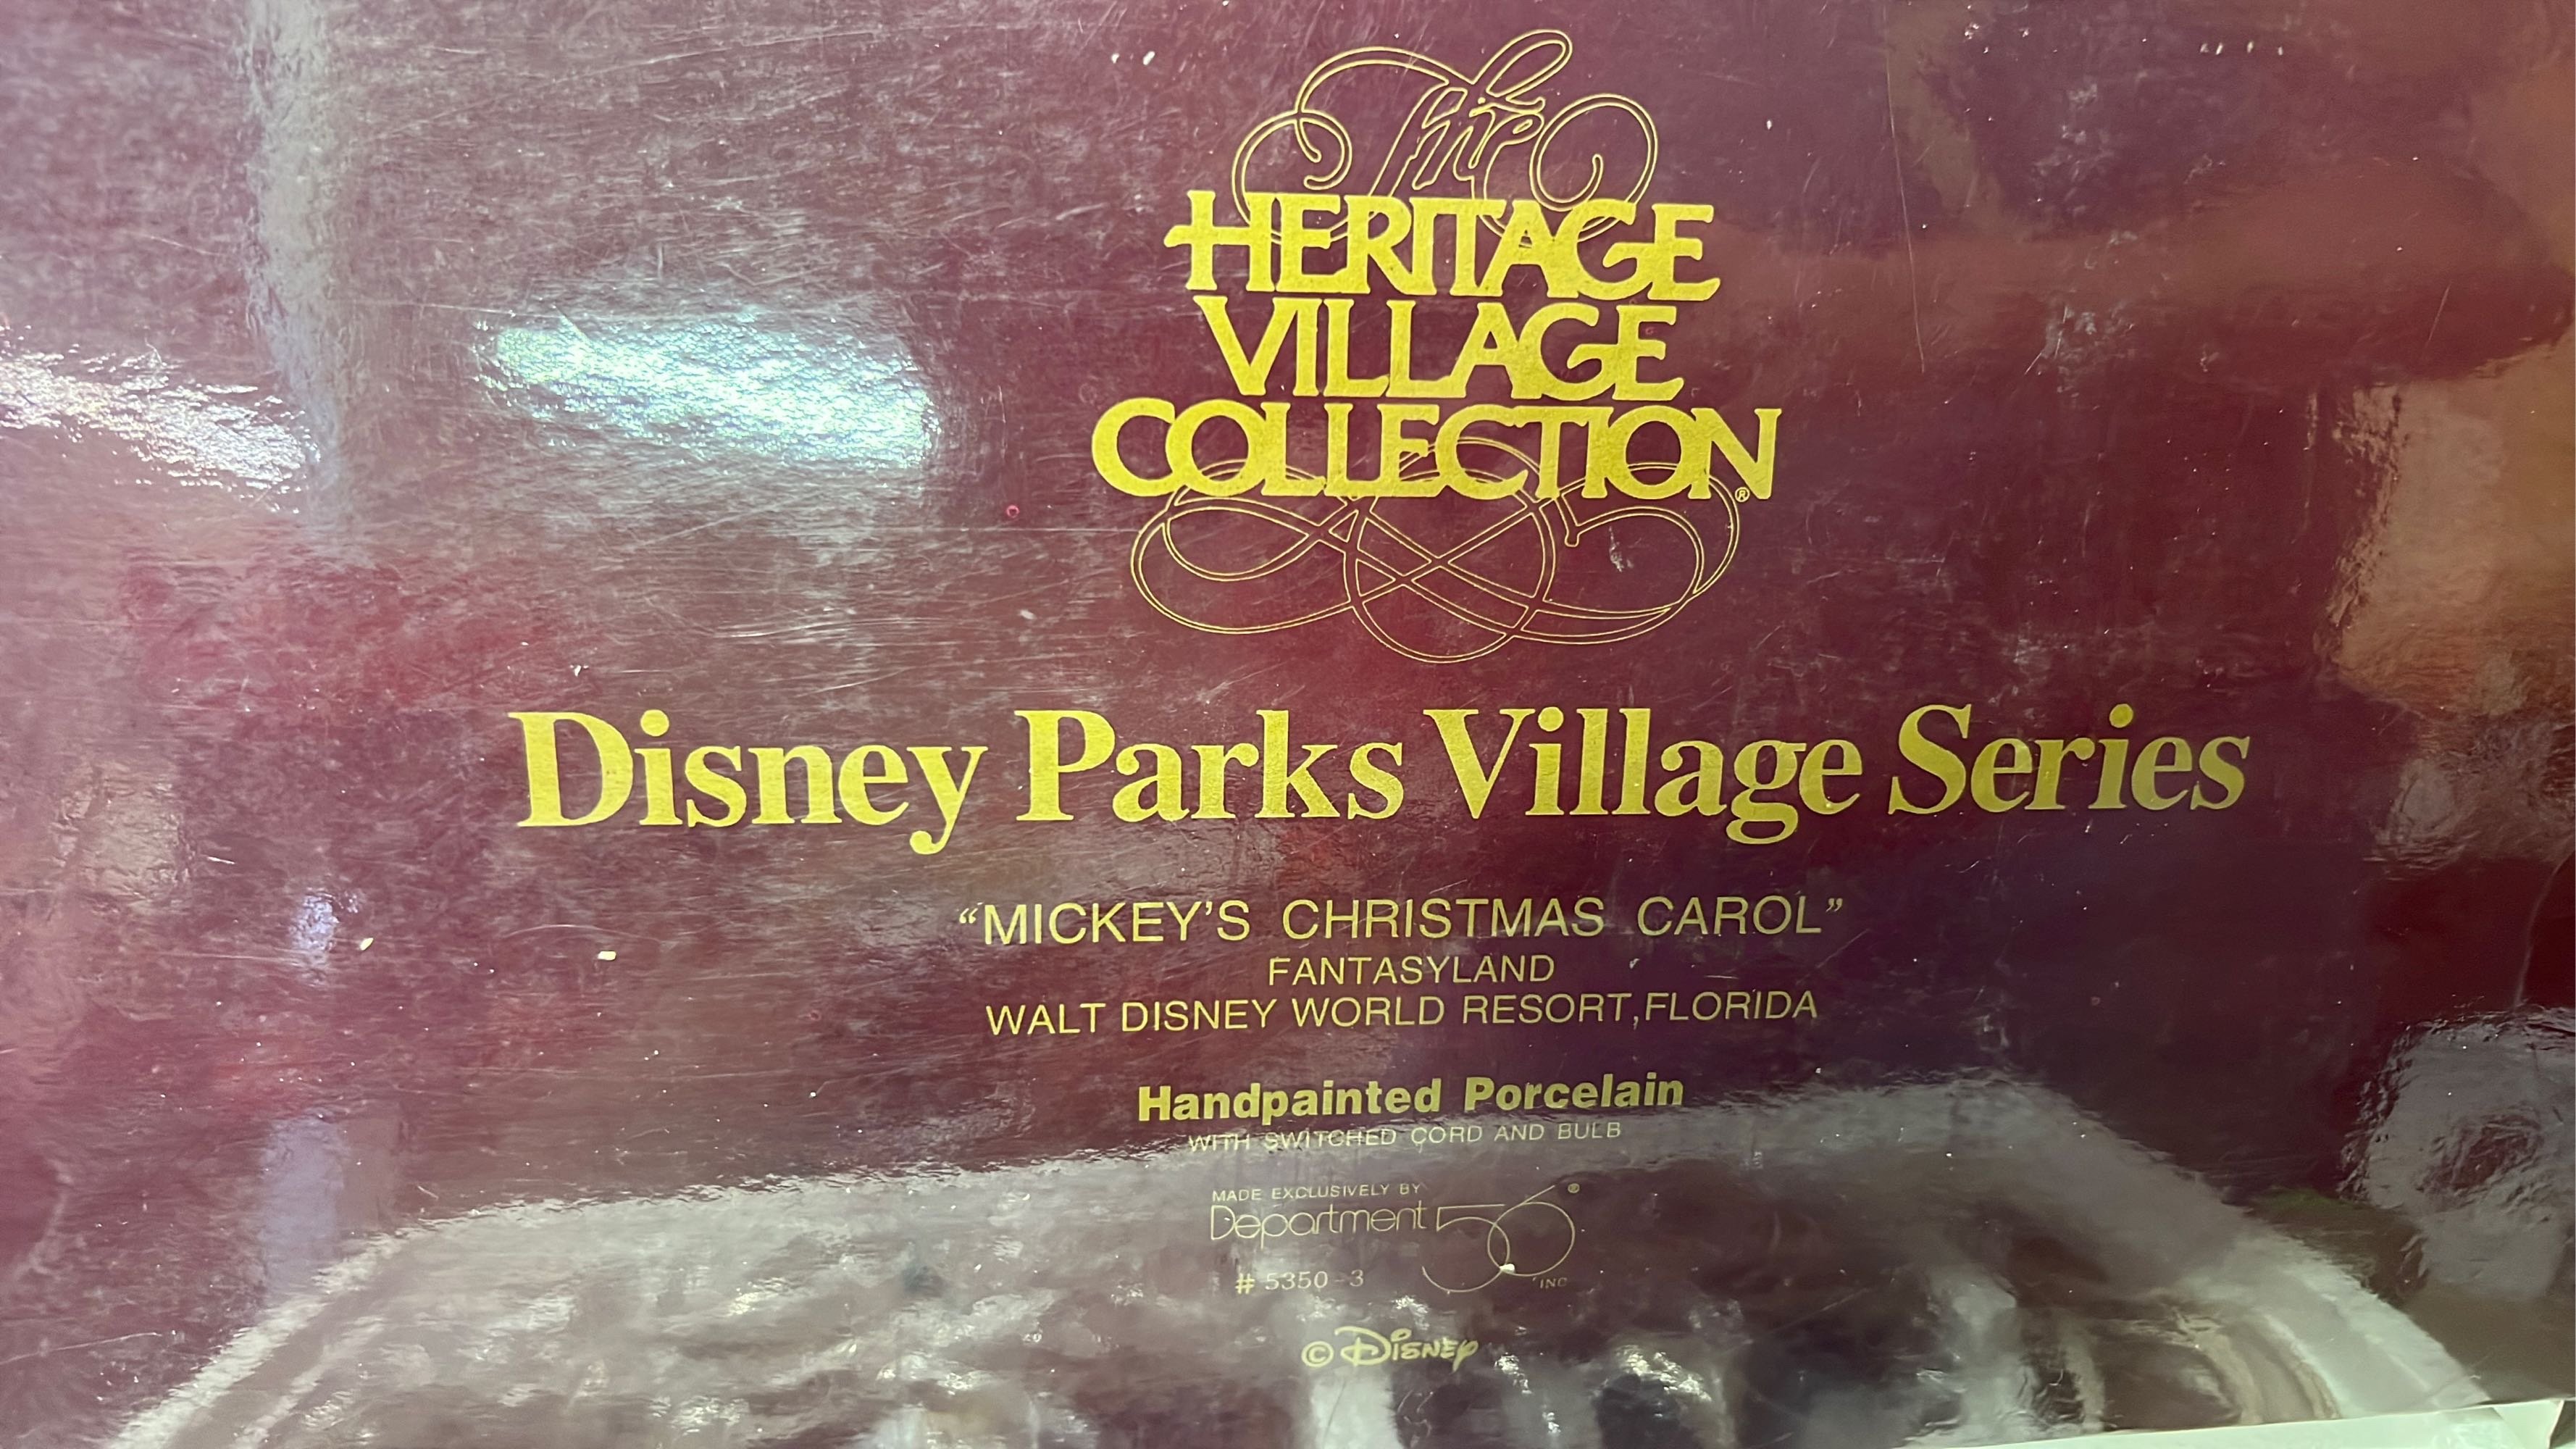 The
HERITAGE
VILLAGE
COLLECTION®
Disney Parks Village Series
“MICKEY’S CHRISTMAS CAROL”
FANTASYLAND
WALT DISNEY WORLD RESORT,FLORIDA
Handpainted Porcelain
WITH SWITCHED CORD AND BULB
MADE EXCLUSIVELY BY
Department 56®
INC
# 5350-3
© Disney